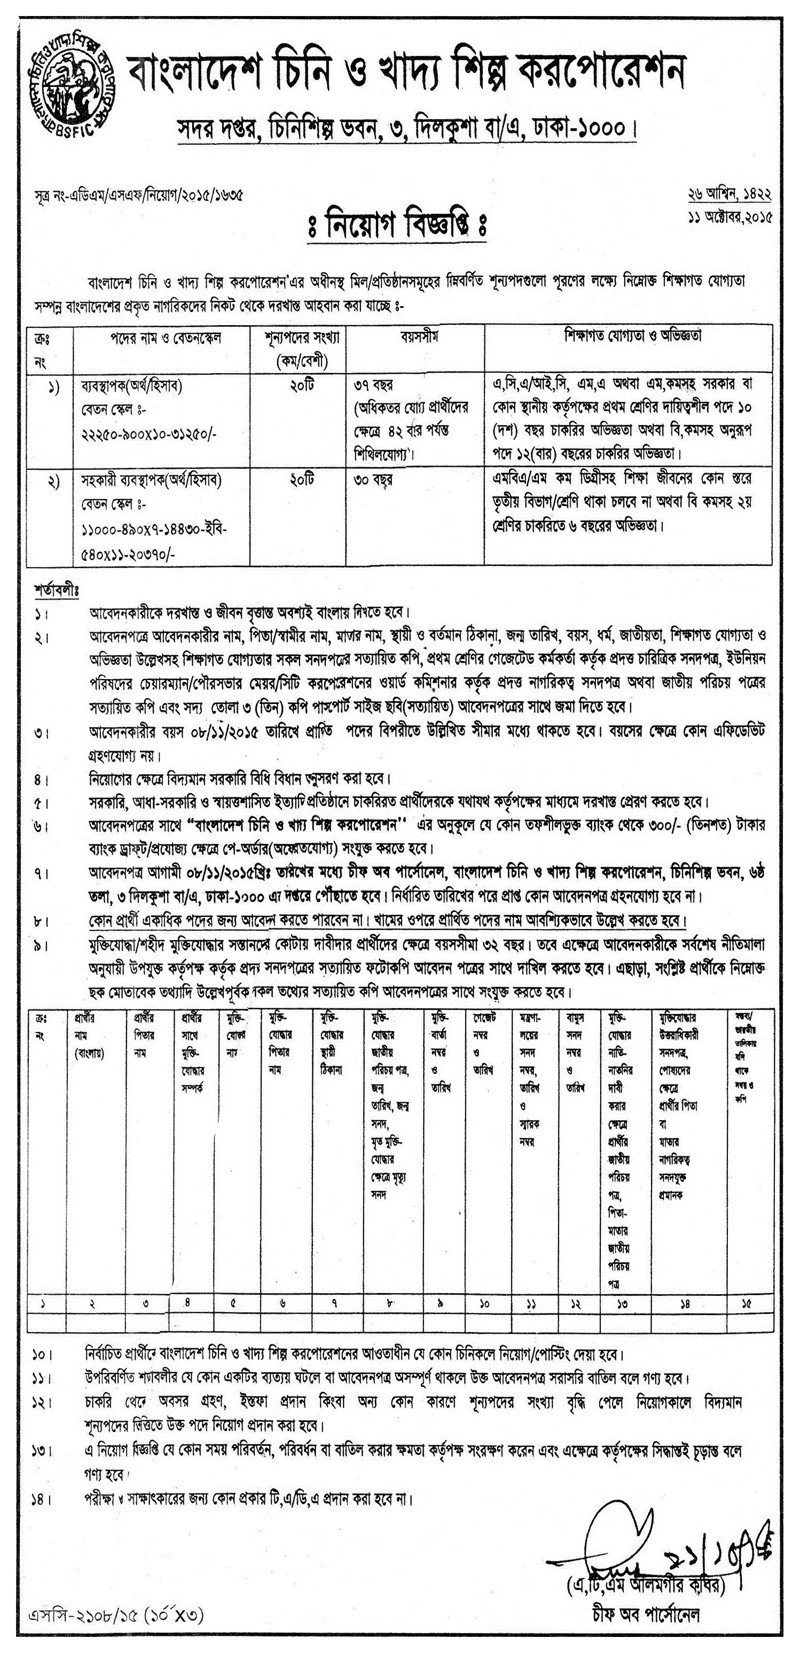 বাংলাদেশ চিনি ও খাদ্য শিল্প করপোরেশন
সদর দপ্তর, চিনিশিল্প ভবন, ৩, দিলকুশা বা/এ, ঢাকা-১০০০।
BSFIC
সূত্র নং-এডিএম/এসএফ/নিয়োগ/২০১৫/১৬৩৫
২৬ আশ্বিন, ১৪২২
১১ অক্টোবর,২০১৫
ঃ নিয়োগ বিজ্ঞপ্তি ঃ
বাংলাদেশ চিনি ও খাদ্য শিল্প করপোরেশন'এর অধীনস্থ মিল/প্রতিষ্ঠানসমূহের নিম্নবর্ণিত শূন্যপদগুলো পূরণের লক্ষ্যে নিম্নোক্ত শিক্ষাগত যোগ্যতা
সম্পন্ন বাংলাদেশের প্রকৃত নাগরিকদের নিকট থেকে দরখাস্ত আহবান করা যাচ্ছে ঃ-
ক্রঃ নং | পদের নাম ও বেতনস্কেল | শূন্যপদের সংখ্যা (কম/বেশী) | বয়সসীম | শিক্ষাগত যোগ্যতা ও অভিজ্ঞতা
১) ব্যবস্থাপক(অর্থ/হিসাব)
বেতন স্কেল ঃ-
২২২৫০-৯০০X১০-৩১২৫০/-
২০টি
৩৭ বছর
(অধিকতর যোগ্য প্রার্থীদের
ক্ষেত্রে ৪২ বছর পর্যন্ত
শিথিলযোগ্য)।
এ,সি,এ/আই,সি, এম,এ অথবা এম,কমসহ সরকার বা
কোন স্থানীয় কর্তৃপক্ষের প্রথম শ্রেণির দায়িত্বশীল পদে ১০
(দশ) বছর চাকরির অভিজ্ঞতা অথবা বি,কমসহ অনুরূপ
পদে ১২(বার) বছরের চাকরির অভিজ্ঞতা।
২) সহকারী ব্যবস্থাপক(অর্থ/হিসাব)
বেতন স্কেল ঃ-
১১০০০-৪৯০X৭-১৪৪৩০-ইবি-
৫৪০X১১-২০৩৭০/-
২০টি
৩০ বছর
এমবিএ/এম কম ডিগ্রীসহ শিক্ষা জীবনের কোন স্তরে
তৃতীয় বিভাগ/শ্রেণি থাকা চলবে না অথবা বি কমসহ ২য়
শ্রেণির চাকরিতে ৬ বছরের অভিজ্ঞতা।
শর্তাবলীঃ
১। আবেদনকারীকে দরখাস্ত ও জীবন বৃত্তান্ত অবশ্যই বাংলায় লিখতে হবে।
২। আবেদনপত্রে আবেদনকারীর নাম, পিতা/স্বামীর নাম, মাতার নাম, স্থায়ী ও বর্তমান ঠিকানা, জন্ম তারিখ, বয়স, ধর্ম, জাতীয়তা, শিক্ষাগত যোগ্যতা ও
অভিজ্ঞতা উল্লেখসহ শিক্ষাগত যোগ্যতার সকল সনদপত্রের সত্যায়িত কপি, প্রথম শ্রেণির গেজেটেড কর্মকর্তা কর্তৃক প্রদত্ত চারিত্রিক সনদপত্র, ইউনিয়ন
পরিষদের চেয়ারম্যান/পৌরসভার মেয়র/সিটি করপোরেশনের ওয়ার্ড কমিশনার কর্তৃক প্রদত্ত নাগরিকত্ব সনদপত্র অথবা জাতীয় পরিচয় পত্রের
সত্যায়িত কপি এবং সদ্য তোলা ৩ (তিন) কপি পাসপোর্ট সাইজ ছবি(সত্যায়িত) আবেদনপত্রের সাথে জমা দিতে হবে।
৩। আবেদনকারীর বয়স ০৮/১১/২০১৫ তারিখে প্রার্থিত পদের বিপরীতে উল্লিখিত সীমার মধ্যে থাকতে হবে। বয়সের ক্ষেত্রে কোন এফিডেভিট
গ্রহণযোগ্য নয়।
৪। নিয়োগের ক্ষেত্রে বিদ্যমান সরকারি বিধি বিধান অনুসরণ করা হবে।
৫। সরকারি, আধা-সরকারি ও স্বায়ত্তশাসিত ইত্যাদি প্রতিষ্ঠানে চাকরিরত প্রার্থীদেরকে যথাযথ কর্তৃপক্ষের মাধ্যমে দরখাস্ত প্রেরণ করতে হবে।
৬। আবেদনপত্রের সাথে "বাংলাদেশ চিনি ও খাদ্য শিল্প করপোরেশন" এর অনুকূলে যে কোন তফশীলভুক্ত ব্যাংক থেকে ৩০০/- (তিনশত) টাকার
ব্যাংক ড্রাফট/প্রযোজ্য ক্ষেত্রে পে-অর্ডার(অফেরতযোগ্য) সংযুক্ত করতে হবে।
৭। আবেদনপত্র আগামী ০৮/১১/২০১৫খ্রিঃ তারিখের মধ্যে চীফ অব পার্সোনেল, বাংলাদেশ চিনি ও খাদ্য শিল্প করপোরেশন, চিনিশিল্প ভবন, ৬ষ্ঠ
তলা, ৩ দিলকুশা বা/এ, ঢাকা-১০০০ এর দপ্তরে পৌঁছাতে হবে। নির্ধারিত তারিখের পরে প্রাপ্ত কোন আবেদনপত্র গ্রহনযোগ্য হবে না।
৮। কোন প্রার্থী একাধিক পদের জন্য আবেদন করতে পারবেন না। খামের ওপরে প্রার্থিত পদের নাম আবশ্যিকভাবে উল্লেখ করতে হবে।
৯। মুক্তিযোদ্ধা/শহীদ মুক্তিযোদ্ধার সন্তানদের কোটায় দাবীদার প্রার্থীদের ক্ষেত্রে বয়সসীমা ৩২ বছর। তবে এক্ষেত্রে আবেদনকারীকে সর্বশেষ নীতিমালা
অনুযায়ী উপযুক্ত কর্তৃপক্ষ কর্তৃক প্রদত্ত সনদপত্রের সত্যায়িত ফটোকপি আবেদন পত্রের সাথে দাখিল করতে হবে। এছাড়া, সংশ্লিষ্ট প্রার্থীকে নিম্নোক্ত
ছক মোতাবেক তথ্যাদি উল্লেখপূর্বক সকল তথ্যের সত্যায়িত কপি আবেদনপত্রের সাথে সংযুক্ত করতে হবে।
ক্রঃ নং | প্রার্থীর নাম (বাংলায়) | প্রার্থীর পিতার নাম | প্রার্থীর সাথে মুক্তি-যোদ্ধার সম্পর্ক | মুক্তি-যোদ্ধার নাম | মুক্তি-যোদ্ধার পিতার নাম | মুক্তি-যোদ্ধার স্থায়ী ঠিকানা | মুক্তি-যোদ্ধার জাতীয় পরিচয় পত্র, জন্ম তারিখ, জন্ম সনদ, মৃত মুক্তি-যোদ্ধার ক্ষেত্রে মৃত্যু সনদ | মুক্তি-বার্তা নম্বর ও তারিখ | গেজেট নম্বর ও তারিখ | মন্ত্রণা-লয়ের সনদ নম্বর, তারিখ ও স্মারক নম্বর | বামুস সনদ নম্বর ও তারিখ | মুক্তি-যোদ্ধার নাতি-নাতনির দাবী করার ক্ষেত্রে প্রার্থীর জাতীয় পরিচয় পত্র, পিতা-মাতার জাতীয় পরিচয় পত্র | মুক্তিযোদ্ধার উত্তরাধিকারী সনদপত্র, পোষ্যদের ক্ষেত্রে প্রার্থীর পিতা বা মাতার নাগরিকত্ব সনদযুক্ত প্রমানক | ভারতীয় তালিকায় যদি থাকে নম্বর ও কপি
১ ২ ৩ ৪ ৫ ৬ ৭ ৮ ৯ ১০ ১১ ১২ ১৩ ১৪ ১৫
১০। নির্বাচিত প্রার্থীকে বাংলাদেশ চিনি ও খাদ্য শিল্প করপোরেশনের আওতাধীন যে কোন চিনিকলে নিয়োগ/পোস্টিং দেয়া হবে।
১১। উপরিবর্ণিত শর্তাবলীর যে কোন একটির ব্যত্যয় ঘটলে বা আবেদনপত্র অসম্পূর্ণ থাকলে উক্ত আবেদনপত্র সরাসরি বাতিল বলে গণ্য হবে।
১২। চাকরি থেকে অবসর গ্রহণ, ইস্তফা প্রদান কিংবা অন্য কোন কারণে শূন্যপদের সংখ্যা বৃদ্ধি পেলে নিয়োগকালে বিদ্যমান
শূন্যপদের ভিত্তিতে উক্ত পদে নিয়োগ প্রদান করা হবে।
১৩। এ নিয়োগ বিজ্ঞপ্তি যে কোন সময় পরিবর্তন, পরিবর্ধন বা বাতিল করার ক্ষমতা কর্তৃপক্ষ সংরক্ষণ করেন এবং এক্ষেত্রে কর্তৃপক্ষের সিদ্ধান্তই চূড়ান্ত বলে
গণ্য হবে।
১৪। পরীক্ষা ও সাক্ষাৎকারের জন্য কোন প্রকার টি,এ/ডি,এ প্রদান করা হবে না।
(এ,টি,এম আলমগীর কবির)
চীফ অব পার্সোনেল
এসসি-২১০৮/১৫ (১০˝X৩)